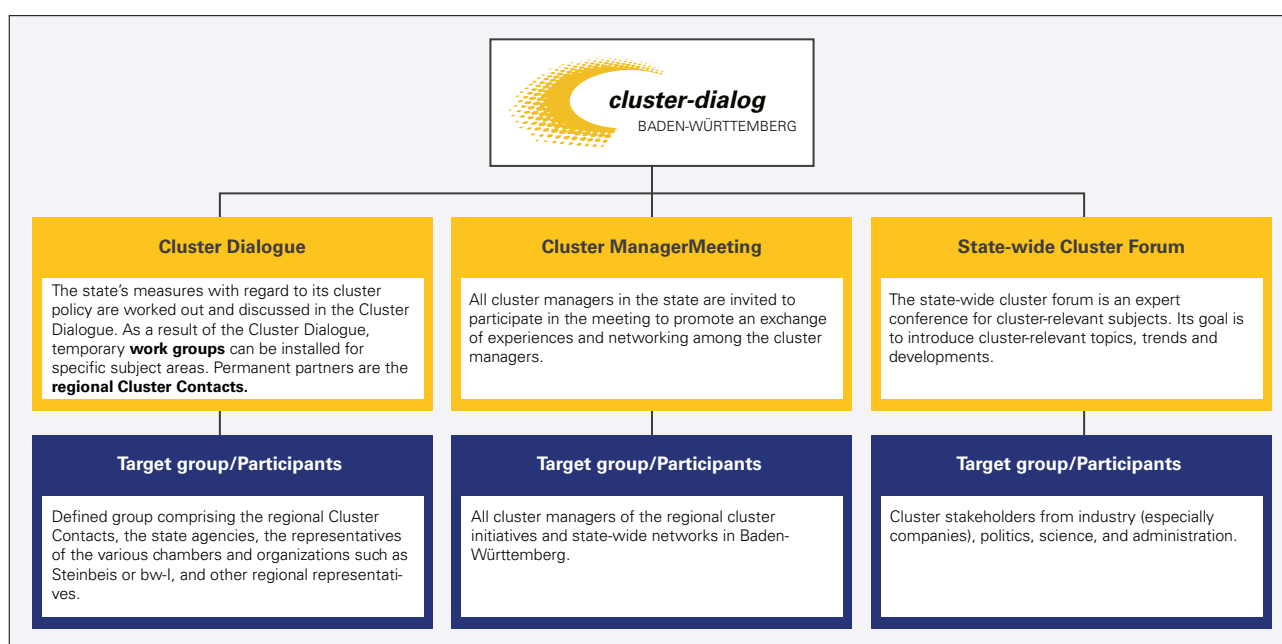 cluster-dialog
BADEN-WÜRTTEMBERG
Cluster Dialogue
The state's measures with regard to its cluster
policy are worked out and discussed in the Cluster
Dialogue. As a result of the Cluster Dialogue,
temporary work groups can be installed for
specific subject areas. Permanent partners are the
regional Cluster Contacts.
Cluster ManagerMeeting
All cluster managers in the state are invited to
participate in the meeting to promote an exchange
of experiences and networking among the cluster
managers.
State-wide Cluster Forum
The state-wide cluster forum is an expert
conference for cluster-relevant subjects. Its goal is
to introduce cluster-relevant topics, trends and
developments.
Target group/Participants
Defined group comprising the regional Cluster
Contacts, the state agencies, the representatives
of the various chambers and organizations such as
Steinbeis or bw-I, and other regional representati-
ves.
Target group/Participants
All cluster managers of the regional cluster
initiatives and state-wide networks in Baden-
Württemberg.
Target group/Participants
Cluster stakeholders from industry (especially
companies), politics, science, and administration.